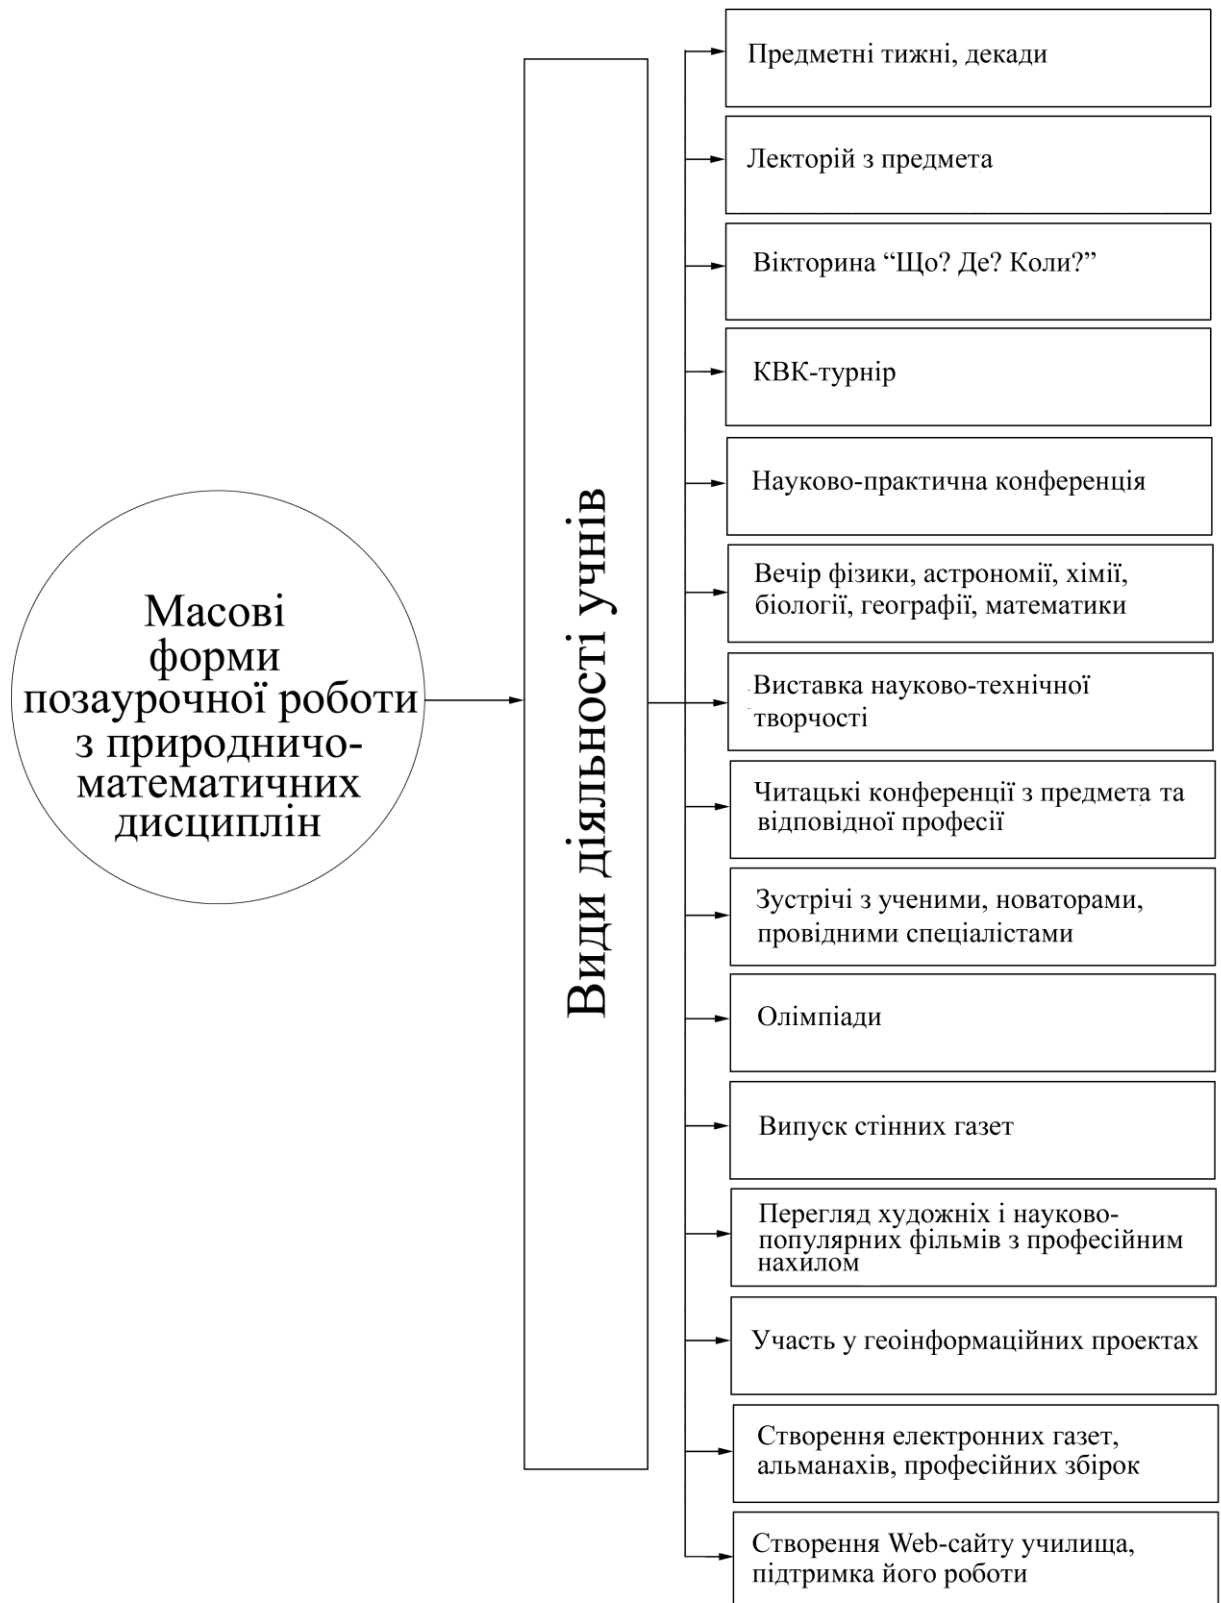 Масові
форми
позаурочної роботи
з природничо-
математичних
дисциплін
Види діяльності учнів
Предметні тижні, декади
Лекторій з предмета
Вікторина “Що? Де? Коли?”
КВК-турнір
Науково-практична конференція
Вечір фізики, астрономії, хімії,
біології, географії, математики
Виставка науково-технічної
творчості
Читацькі конференції з предмета та
відповідної професії
Зустрічі з ученими, новаторами,
провідними спеціалістами
Олімпіади
Випуск стінних газет
Перегляд художніх і науково-
популярних фільмів з професійним
нахилом
Участь у геоінформаційних проектах
Створення електронних газет,
альманахів, професійних збірок
Створення Web-сайту училища,
підтримка його роботи